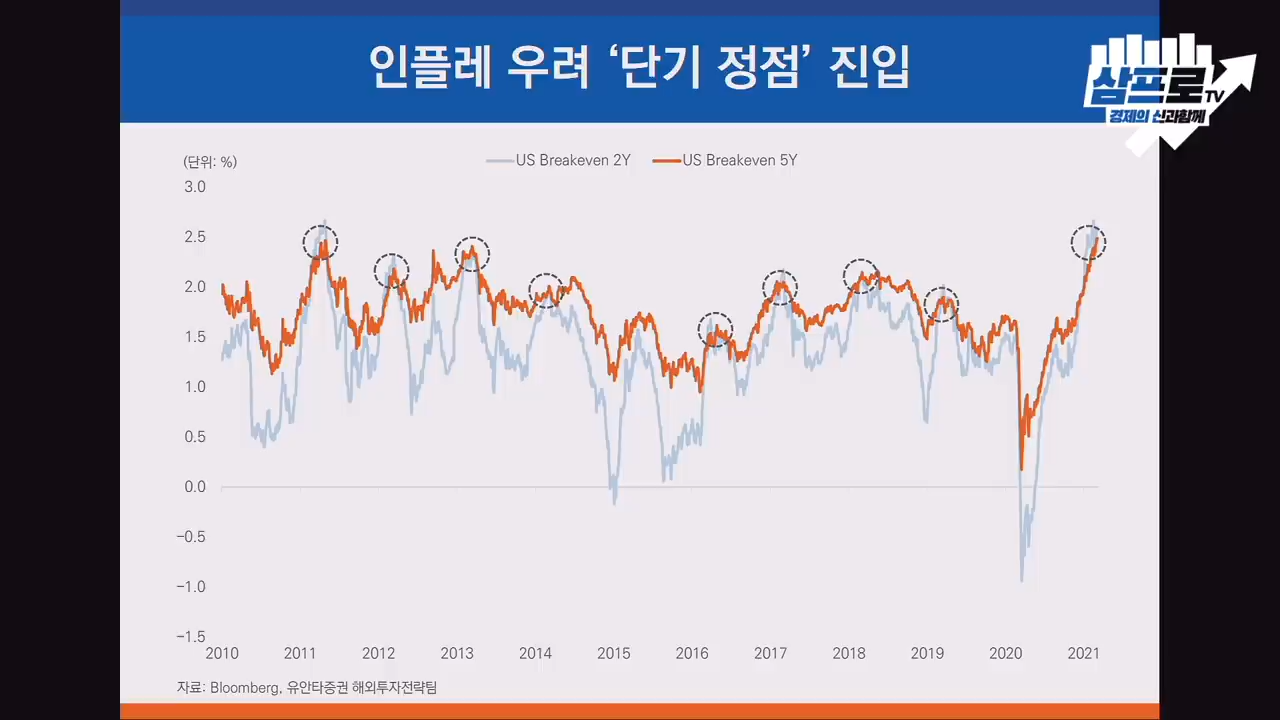 인플레 우려 ‘단기 정점’ 진입
삼프로TV
경제의 신과함께
(단위: %)
US Breakeven 2Y US Breakeven 5Y
3.0
2.5
2.0
1.5
1.0
0.5
0.0
−0.5
−1.0
−1.5
2010 2011 2012 2013 2014 2015 2016 2017 2018 2019 2020 2021
자료: Bloomberg, 유안타증권 해외투자전략팀